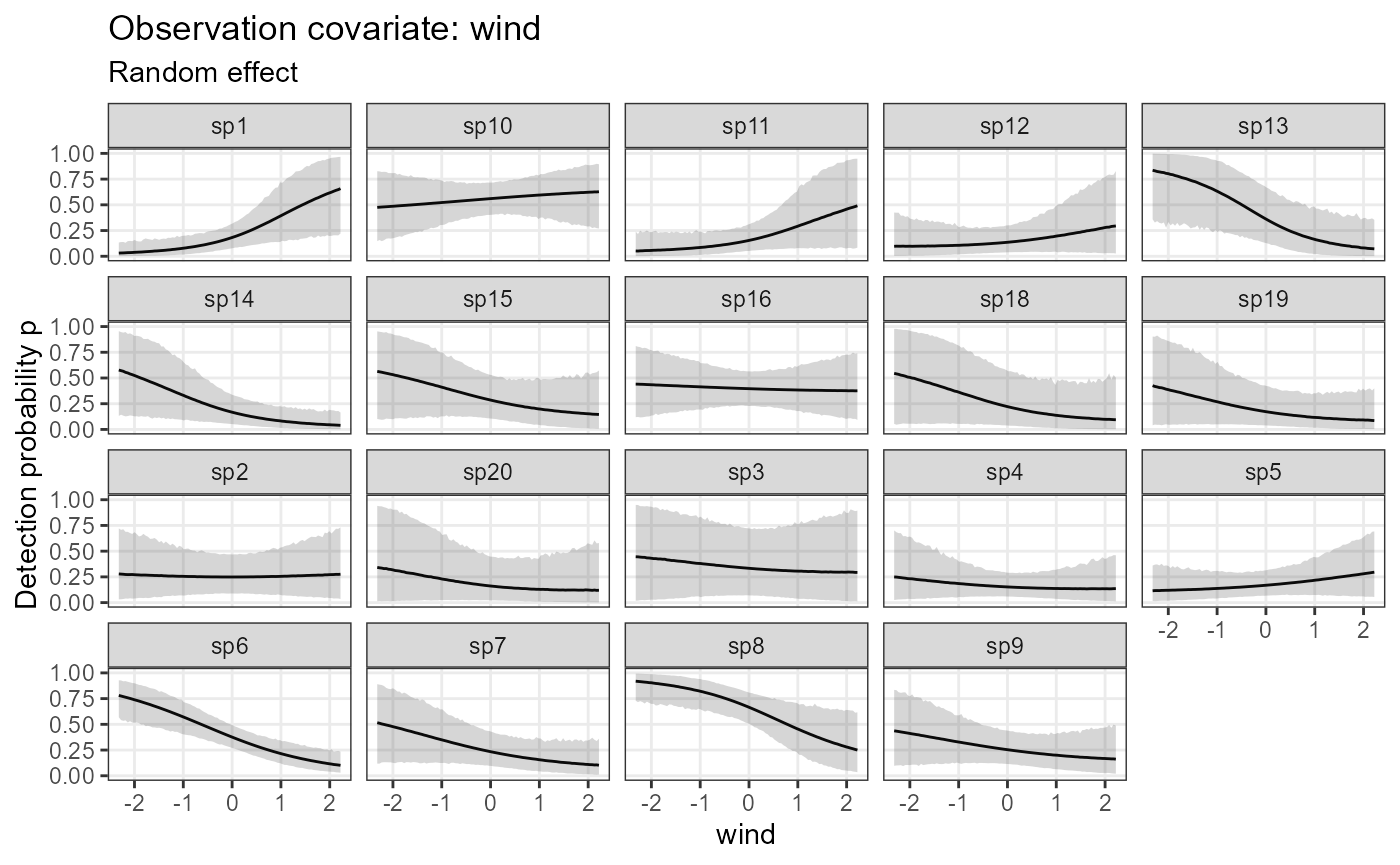 Observation covariate: wind
Random effect
sp1 sp10 sp11 sp12 sp13
1.00
0.75
0.50
0.25
0.00
sp14 sp15 sp16 sp18 sp19
1.00
0.75
0.50
0.25
0.00
Detection probability p
sp2 sp20 sp3 sp4 sp5
1.00
0.75
0.50
0.25
0.00
-2 -1 0 1 2
sp6 sp7 sp8 sp9
1.00
0.75
0.50
0.25
0.00
-2 -1 0 1 2 -2 -1 0 1 2 -2 -1 0 1 2 -2 -1 0 1 2
wind